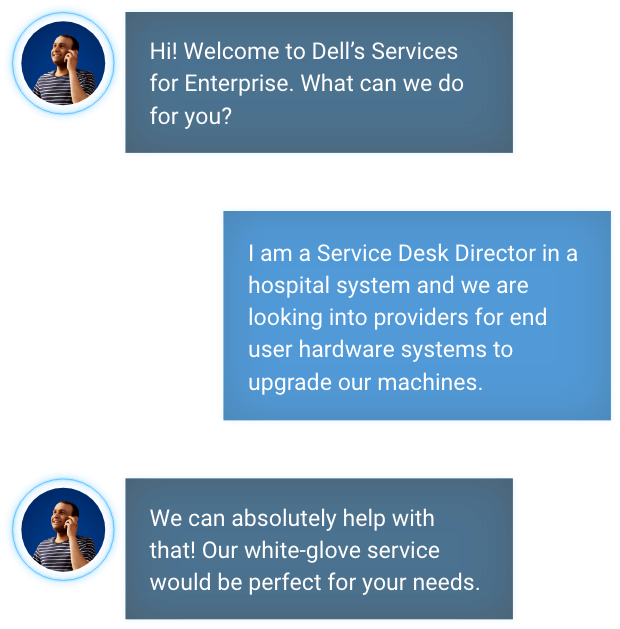 Hi! Welcome to Dell’s Services
for Enterprise. What can we do
for you?
I am a Service Desk Director in a
hospital system and we are
looking into providers for end
user hardware systems to
upgrade our machines.
We can absolutely help with
that! Our white-glove service
would be perfect for your needs.